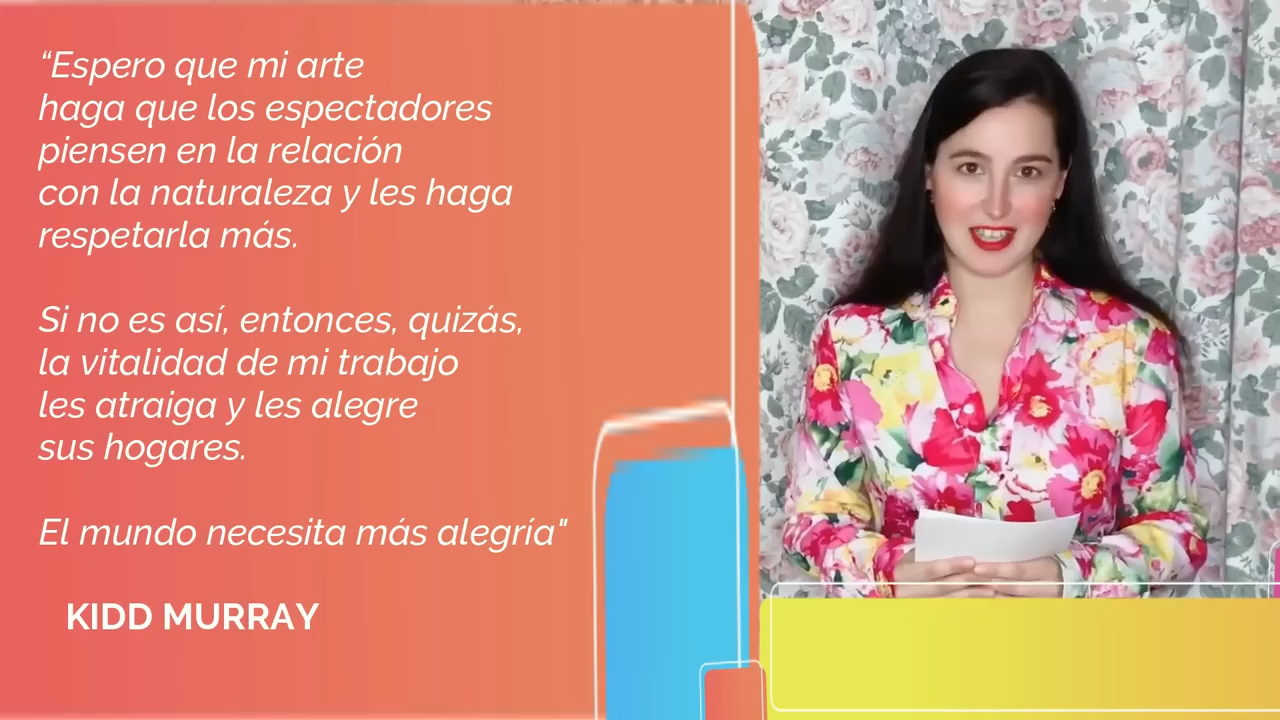 “Espero que mi arte
haga que los espectadores
piensen en la relación
con la naturaleza y les haga
respetarla más.
Si no es así, entonces, quizás,
la vitalidad de mi trabajo
les atraiga y les alegre
sus hogares.
El mundo necesita más alegría"
KIDD MURRAY